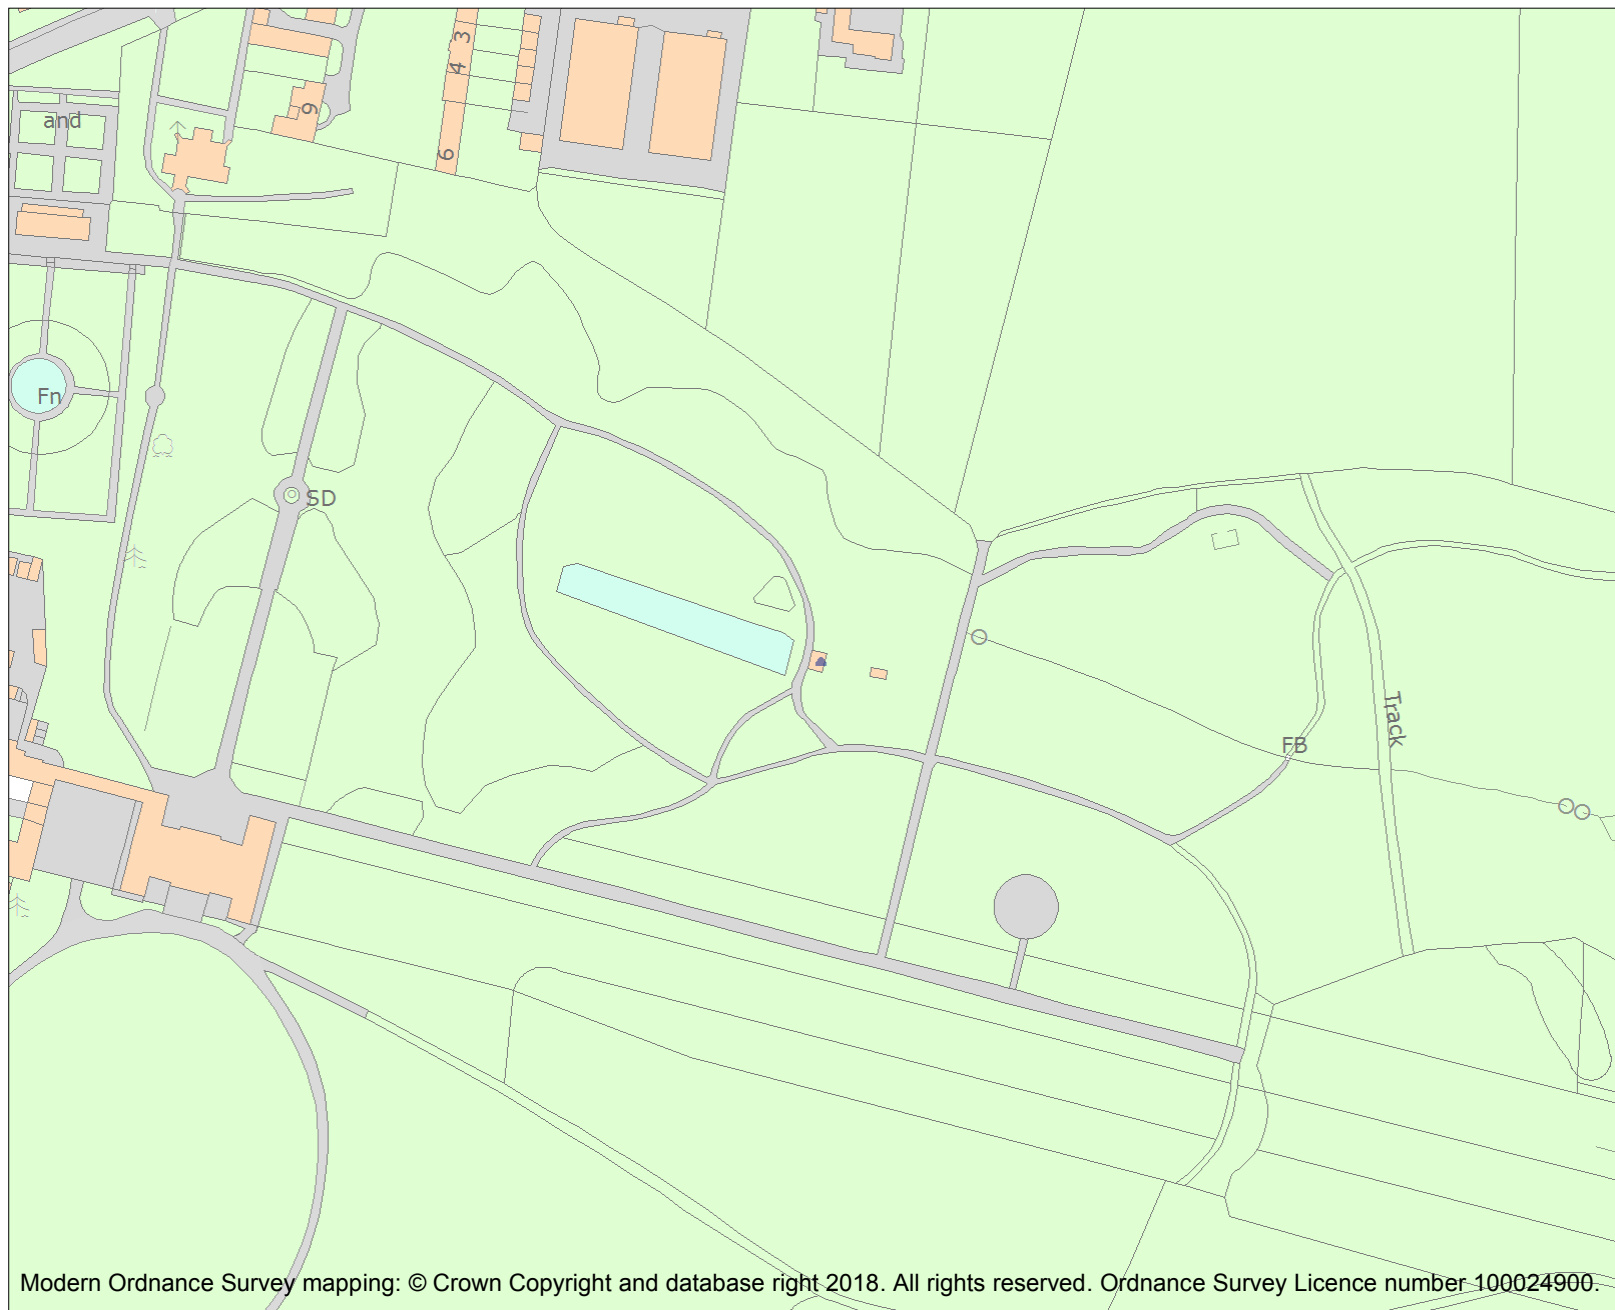 3
4
9
6
and
Fn
SD
Track
FB
Modern Ordnance Survey mapping: © Crown Copyright and database right 2018. All rights reserved. Ordnance Survey Licence number 100024900.